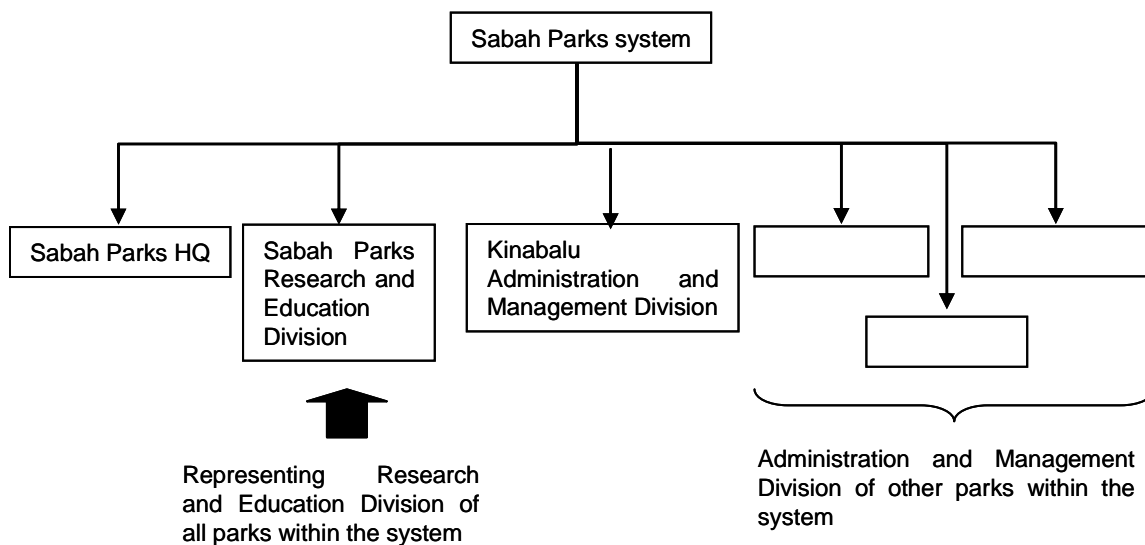 Sabah Parks system
Sabah Parks HQ
Sabah Parks
Research and
Education
Division
Kinabalu
Administration and
Management Division
Representing Research
and Education Division of
all parks within the system
Administration and Management
Division of other parks within the
system